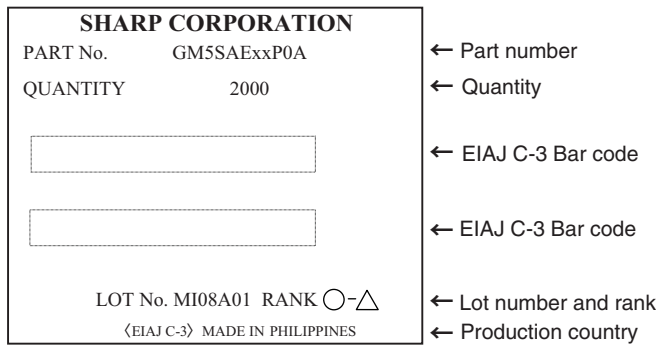 SHARP CORPORATION
PART No. GM5SAExxP0A ← Part number
QUANTITY 2000 ← Quantity
← EIAJ C-3 Bar code
← EIAJ C-3 Bar code
LOT No. MI08A01 RANK ○-△ ← Lot number and rank
〈EIAJ C-3〉 MADE IN PHILIPPINES ← Production country